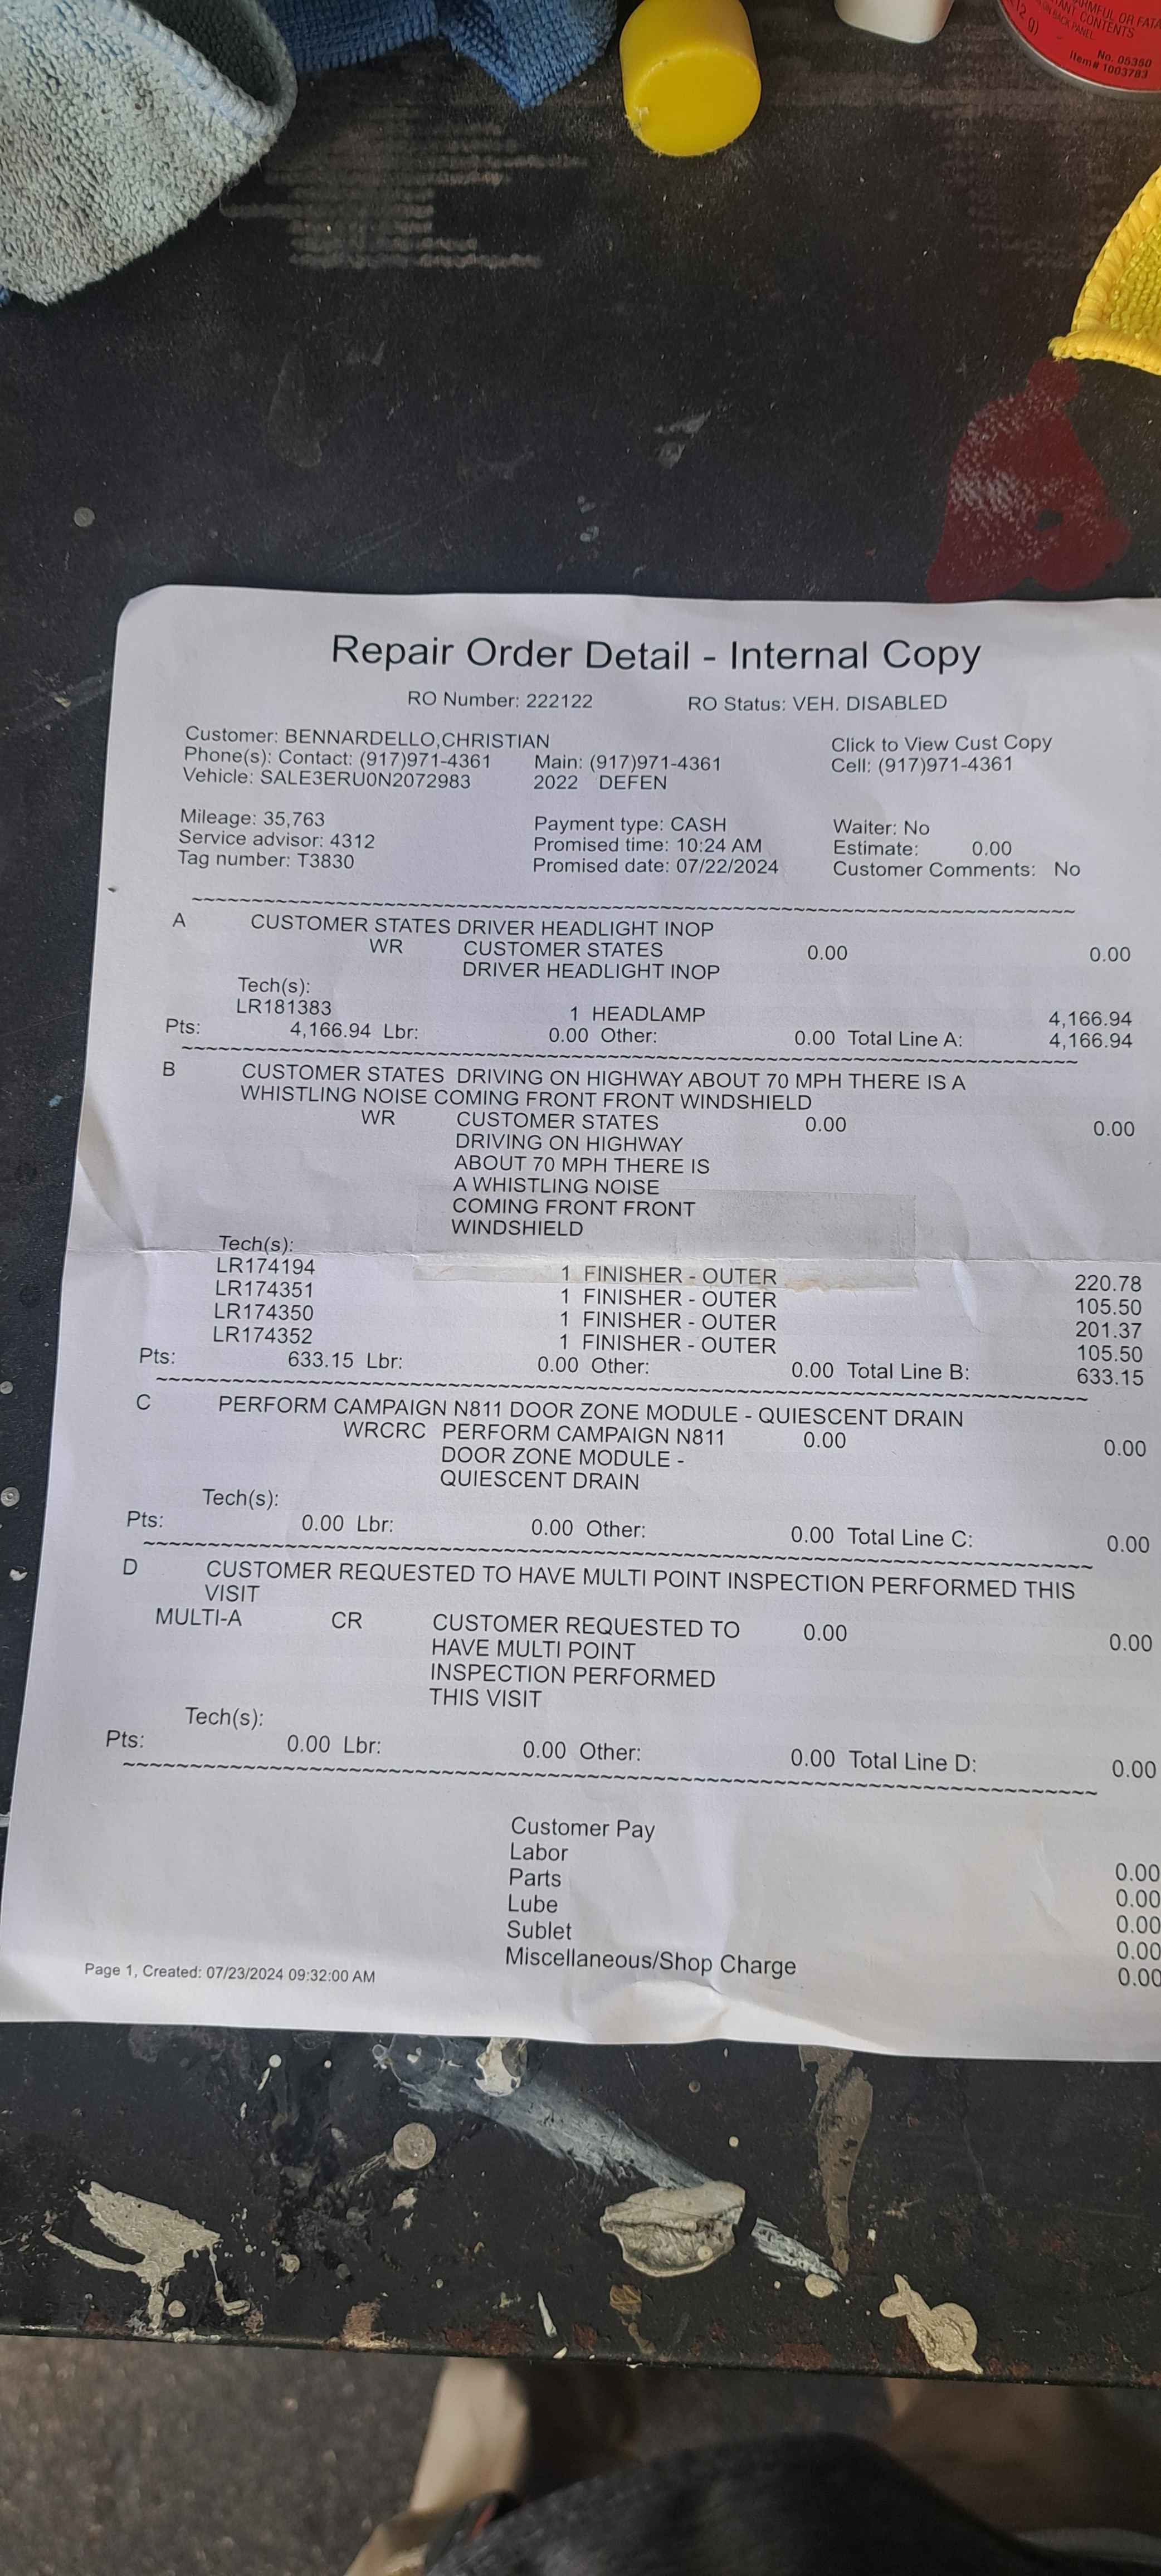 HARMFUL OR FATA
CONTENTS
ON BACK PANEL
No. 05350
Item# 1003783
Repair Order Detail - Internal Copy
RO Number: 222122 RO Status: VEH. DISABLED
Customer: BENNARDELLO,CHRISTIAN Click to View Cust Copy
Phone(s): Contact: (917)971-4361 Main: (917)971-4361 Cell: (917)971-4361
Vehicle: SALE3ERU0N2072983 2022 DEFEN
Mileage: 35,763 Payment type: CASH Waiter: No
Service advisor: 4312 Promised time: 10:24 AM Estimate: 0.00
Tag number: T3830 Promised date: 07/22/2024 Customer Comments: No
A CUSTOMER STATES DRIVER HEADLIGHT INOP
WR CUSTOMER STATES 0.00 0.00
DRIVER HEADLIGHT INOP
Tech(s):
LR181383 1 HEADLAMP 4,166.94
Pts: 4,166.94 Lbr: 0.00 Other: 0.00 Total Line A: 4,166.94
B CUSTOMER STATES DRIVING ON HIGHWAY ABOUT 70 MPH THERE IS A
WHISTLING NOISE COMING FRONT FRONT WINDSHIELD
WR CUSTOMER STATES 0.00 0.00
DRIVING ON HIGHWAY
ABOUT 70 MPH THERE IS
A WHISTLING NOISE
COMING FRONT FRONT
WINDSHIELD
Tech(s):
LR174194 1 FINISHER - OUTER 220.78
LR174351 1 FINISHER - OUTER 105.50
LR174350 1 FINISHER - OUTER 201.37
LR174352 1 FINISHER - OUTER 105.50
Pts: 633.15 Lbr: 0.00 Other: 0.00 Total Line B: 633.15
C PERFORM CAMPAIGN N811 DOOR ZONE MODULE - QUIESCENT DRAIN
WRCRC PERFORM CAMPAIGN N811 0.00 0.00
DOOR ZONE MODULE -
QUIESCENT DRAIN
Tech(s):
Pts: 0.00 Lbr: 0.00 Other: 0.00 Total Line C: 0.00
D CUSTOMER REQUESTED TO HAVE MULTI POINT INSPECTION PERFORMED THIS
VISIT
MULTI-A CR CUSTOMER REQUESTED TO 0.00 0.00
HAVE MULTI POINT
INSPECTION PERFORMED
THIS VISIT
Tech(s):
Pts: 0.00 Lbr: 0.00 Other: 0.00 Total Line D: 0.00
Customer Pay
Labor 0.00
Parts 0.00
Lube 0.00
Sublet 0.00
Miscellaneous/Shop Charge 0.00
Page 1, Created: 07/23/2024 09:32:00 AM